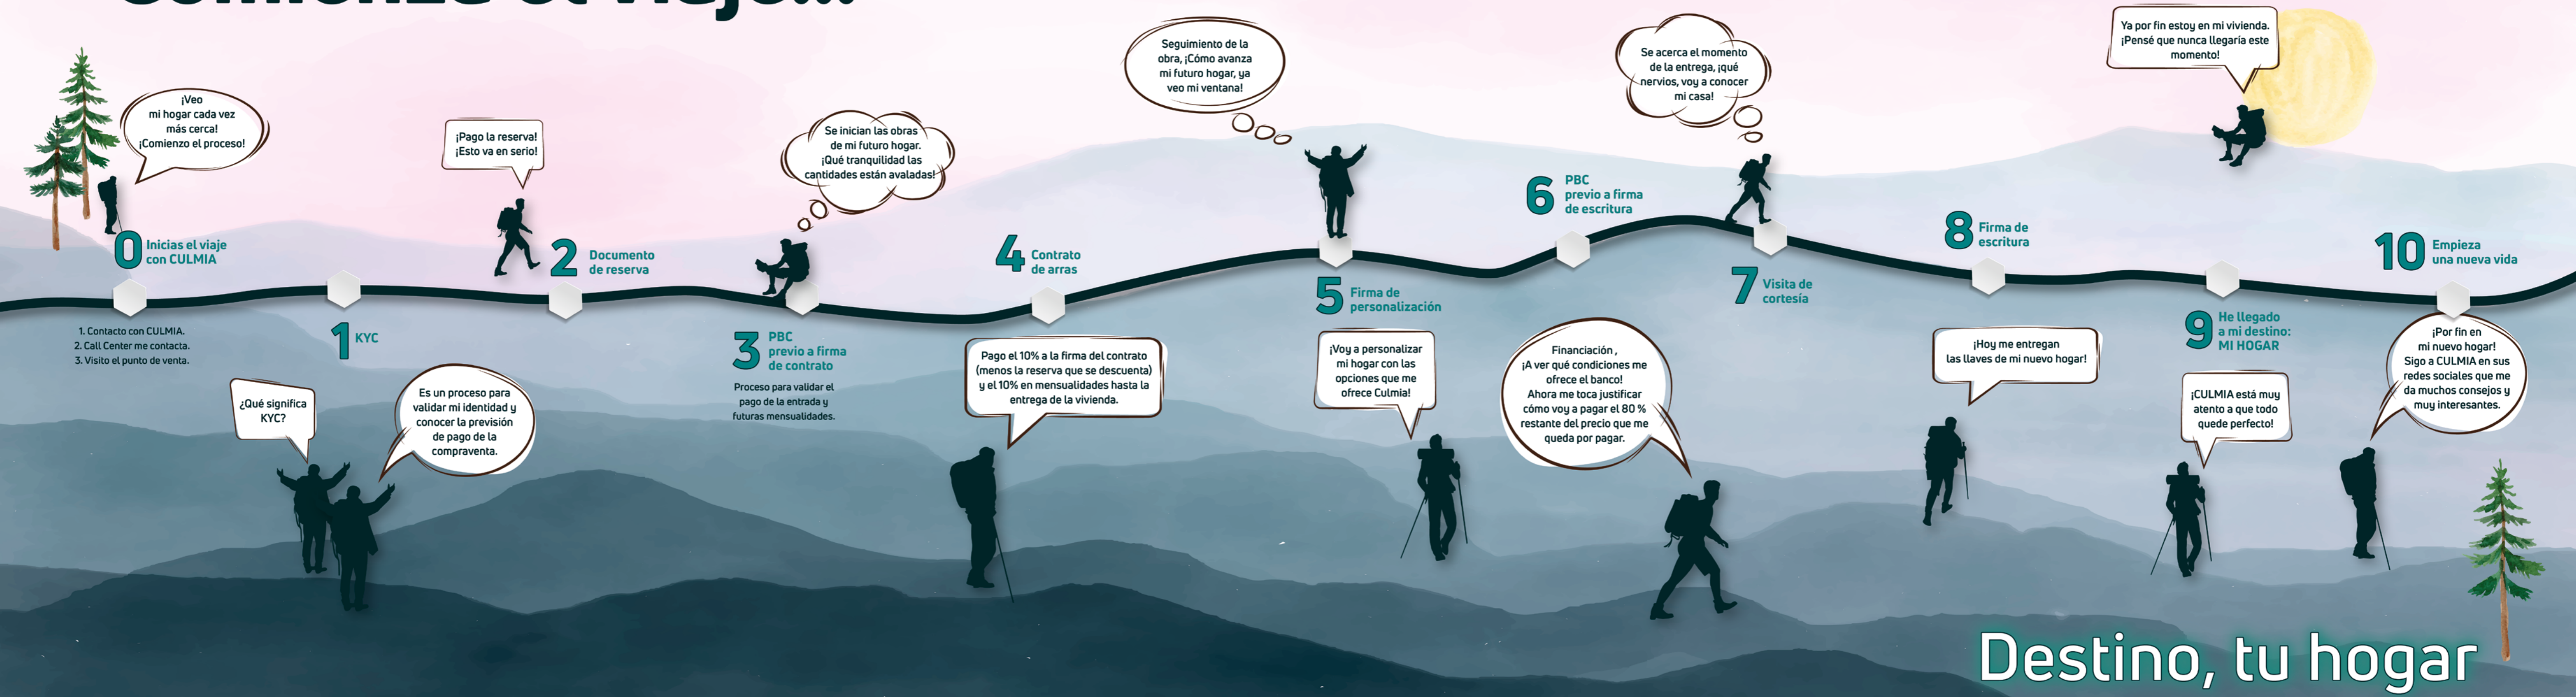 Comienza el viaje...
¡Veo
mi hogar cada vez
más cerca!
¡Comienzo el proceso!
0 Inicias el viaje
con CULMIA
1. Contacto con CULMIA.
2. Call Center me contacta.
3. Visito el punto de venta.
1 KYC
¿Qué significa
KYC?
Es un proceso para
validar mi identidad y
conocer la previsión
de pago de la
compraventa.
¡Pago la reserva!
¡Esto va en serio!
2 Documento
de reserva
Se inician las obras
de mi futuro hogar.
¡Qué tranquilidad las
cantidades están avaladas!
3 PBC
previo a firma
de contrato
Proceso para validar el
pago de la entrada y
futuras mensualidades.
4 Contrato
de arras
Pago el 10% a la firma del contrato
(menos la reserva que se descuenta)
y el 10% en mensualidades hasta la
entrega de la vivienda.
Seguimiento de la
obra, ¡Cómo avanza
mi futuro hogar, ya
veo mi ventana!
5 Firma de
personalización
¡Voy a personalizar
mi hogar con las
opciones que me
ofrece Culmia!
6 PBC
previo a firma
de escritura
Financiación ,
¡A ver qué condiciones me
ofrece el banco!
Ahora me toca justificar
cómo voy a pagar el 80 %
restante del precio que me
queda por pagar.
Se acerca el momento
de la entrega, ¡qué
nervios, voy a conocer
mi casa!
7 Visita de
cortesía
8 Firma de
escritura
¡Hoy me entregan
las llaves de mi nuevo hogar!
Ya por fin estoy en mi vivienda.
¡Pensé que nunca llegaría este
momento!
9 He llegado
a mi destino:
MI HOGAR
¡CULMIA está muy
atento a que todo
quede perfecto!
10 Empieza
una nueva vida
¡Por fin en
mi nuevo hogar!
Sigo a CULMIA en sus
redes sociales que me
da muchos consejos y
muy interesantes.
Destino, tu hogar